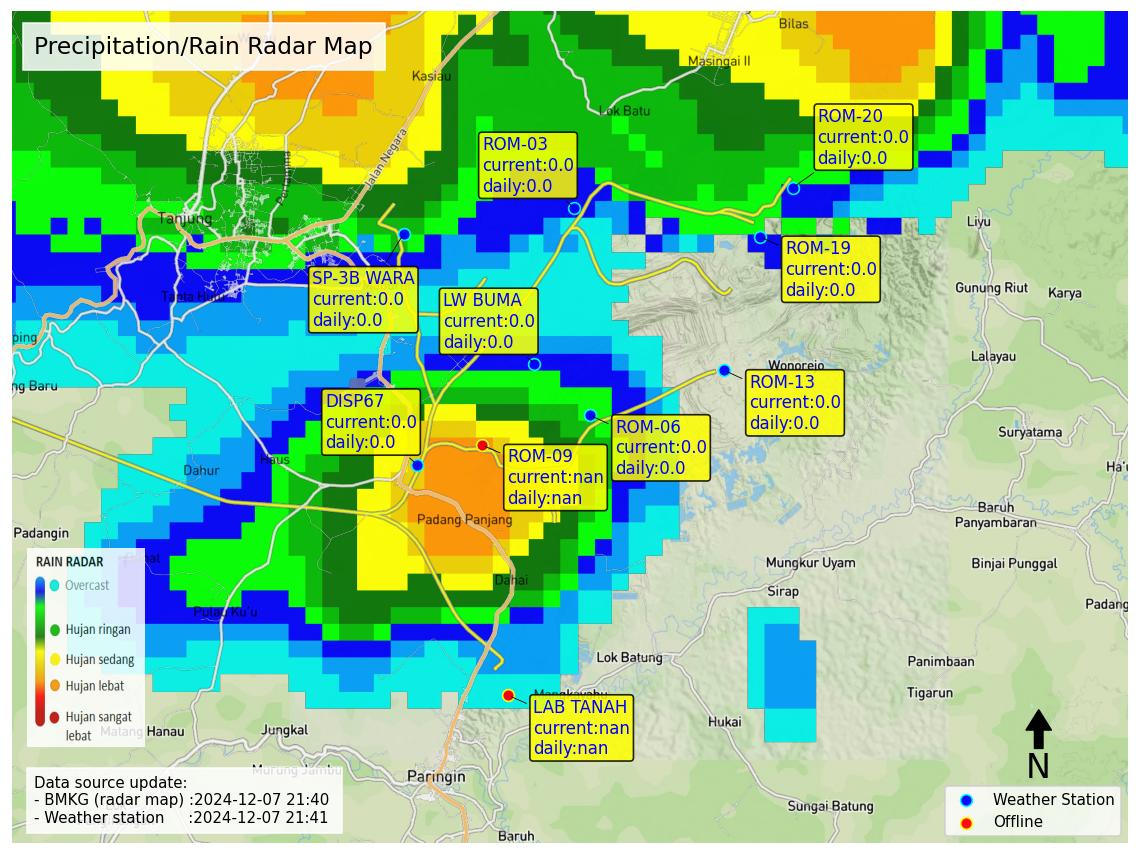 Precipitation/Rain Radar Map
Bilas
Masingai II
Kasiau
Lok Batu
Jalan Negara
ROM-20
current:0.0
daily:0.0
ROM-03
current:0.0
daily:0.0
Tanjung
Liyu
ROM-19
current:0.0
daily:0.0
SP-3B WARA
current:0.0
daily:0.0
LW BUMA
current:0.0
daily:0.0
Gunung Riut
Karya
ping
Lalayau
Wonorejo
ng Baru
ROM-13
current:0.0
daily:0.0
DISP67
current:0.0
daily:0.0
ROM-06
current:0.0
daily:0.0
Suryatama
Haus
Dahur
ROM-09
current:nan
daily:nan
Ha'u
Padang Panjang
Baruh
Panyambaran
Padangin
RAIN RADAR
Overcast
Hujan ringan
Hujan sedang
Hujan lebat
Hujan sangat
lebat
Mungkur Uyam
Binjai Punggal
Dahai
Sirap
Padang
Pulau Ku'u
Lok Batung
Panimbaan
Tigarun
LAB TANAH
current:nan
daily:nan
Matang Hanau
Jungkal
Hukai
Murung Jambu
Paringin
Data source update:
- BMKG (radar map) :2024-12-07 21:40
- Weather station :2024-12-07 21:41
N
Weather Station
Offline
Sungai Batung
Baruh